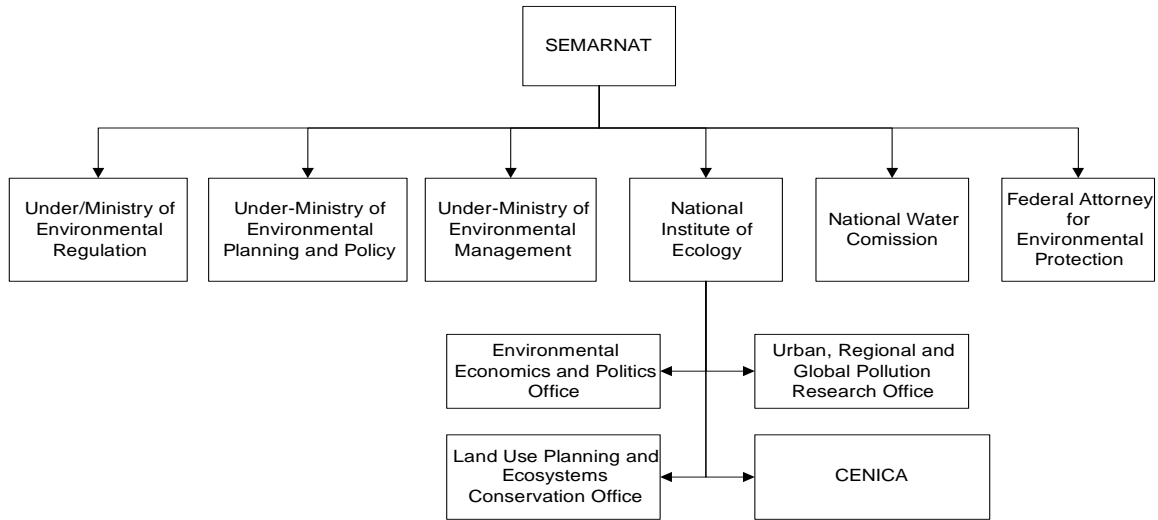 SEMARNAT
Under/Ministry of
Environmental
Regulation
Under-Ministry of
Environmental
Planning and Policy
Under-Ministry of
Environmental
Management
National
Institute of
Ecology
National Water
Comission
Federal Attorney
for
Environmental
Protection
Environmental
Economics and Politics
Office
Urban, Regional and
Global Pollution
Research Office
Land Use Planning and
Ecosystems
Conservation Office
CENICA